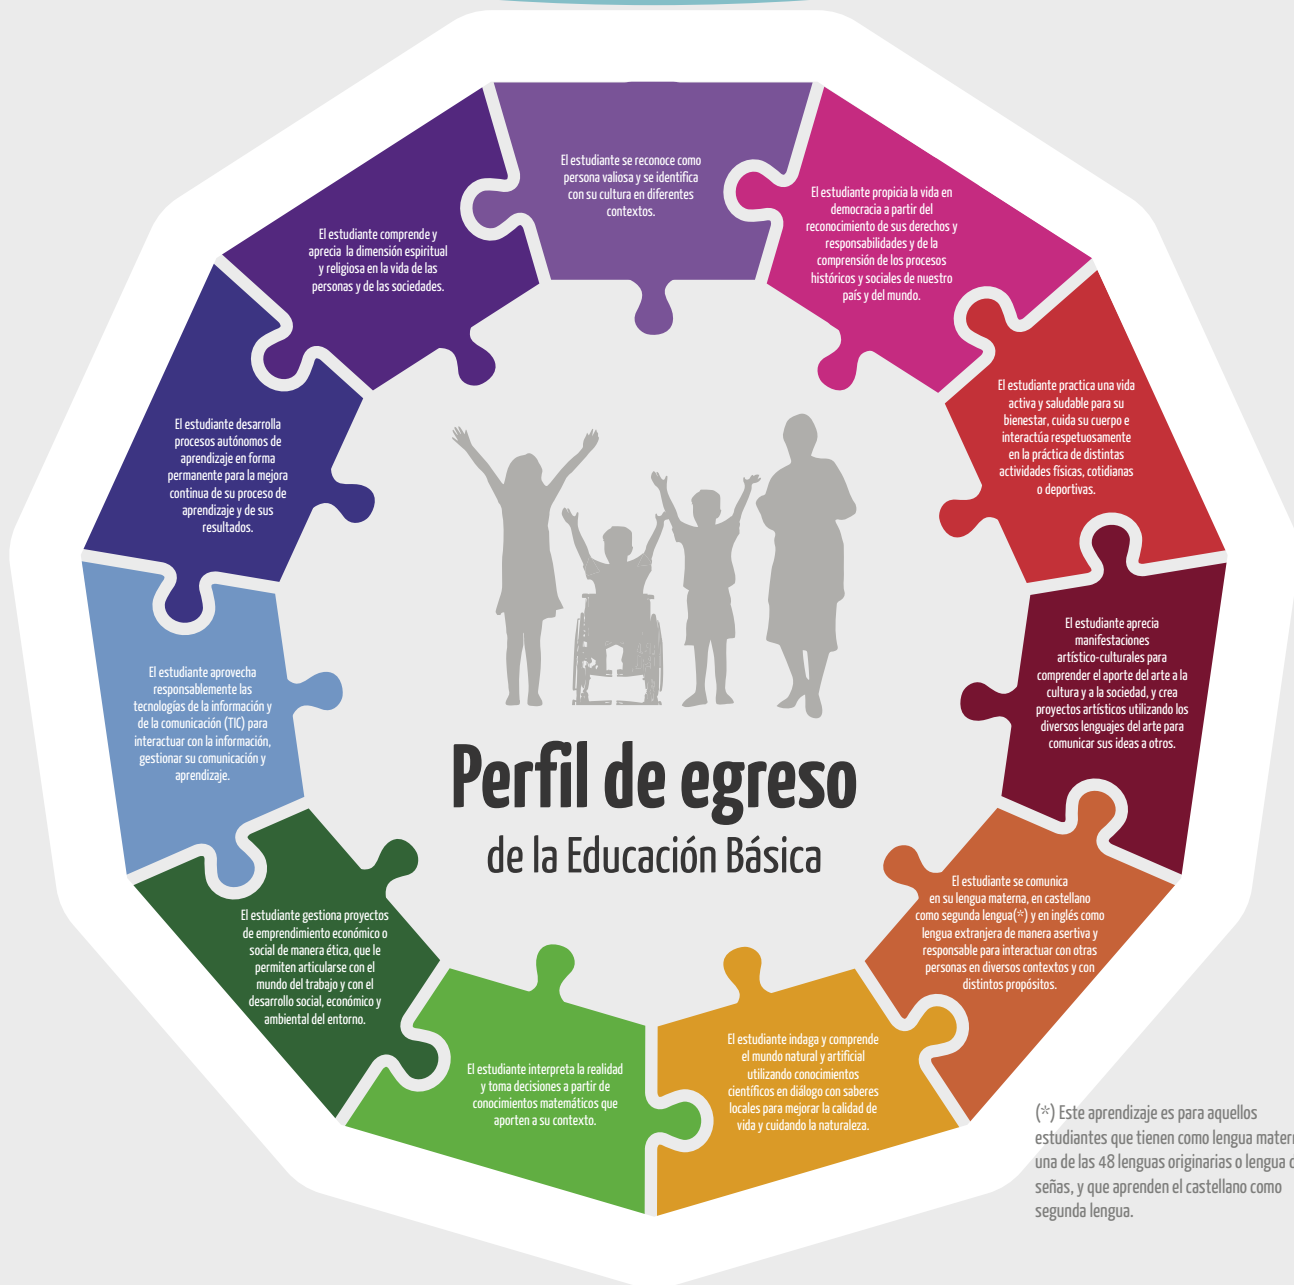 El estudiante se reconoce como
persona valiosa y se identifica
con su cultura en diferentes
contextos.
El estudiante propicia la vida en
democracia a partir del
reconocimiento de sus derechos y
responsabilidades y de la
comprensión de los procesos
históricos y sociales de nuestro
país y del mundo.
El estudiante practica una vida
activa y saludable para su
bienestar, cuida su cuerpo e
interactúa respetuosamente
en la práctica de distintas
actividades físicas, cotidianas
o deportivas.
El estudiante aprecia
manifestaciones
artístico-culturales para
comprender el aporte del arte a la
cultura y a la sociedad, y crea
proyectos artísticos utilizando los
diversos lenguajes del arte para
comunicar sus ideas a otros.
El estudiante se comunica
en su lengua materna, en castellano
como segunda lengua(*) y en inglés como
lengua extranjera de manera asertiva y
responsable para interactuar con otras
personas en diversos contextos y con
distintos propósitos.
El estudiante indaga y comprende
el mundo natural y artificial
utilizando conocimientos
científicos en diálogo con saberes
locales para mejorar la calidad de
vida y cuidando la naturaleza.
El estudiante interpreta la realidad
y toma decisiones a partir de
conocimientos matemáticos que
aporten a su contexto.
El estudiante gestiona proyectos
de emprendimiento económico o
social de manera ética, que le
permiten articularse con el
mundo del trabajo y con el
desarrollo social, económico y
ambiental del entorno.
El estudiante aprovecha
responsablemente las
tecnologías de la información y
de la comunicación (TIC) para
interactuar con la información,
gestionar su comunicación y
aprendizaje.
El estudiante desarrolla
procesos autónomos de
aprendizaje en forma
permanente para la mejora
continua de su proceso de
aprendizaje y de sus
resultados.
El estudiante comprende y
aprecia la dimensión espiritual
y religiosa en la vida de las
personas y de las sociedades.
Perfil de egreso
de la Educación Básica
(*) Este aprendizaje es para aquellos
estudiantes que tienen como lengua
una de las 48 lenguas originarias o lengua
señas, y que aprenden el castellano como
segunda lengua.